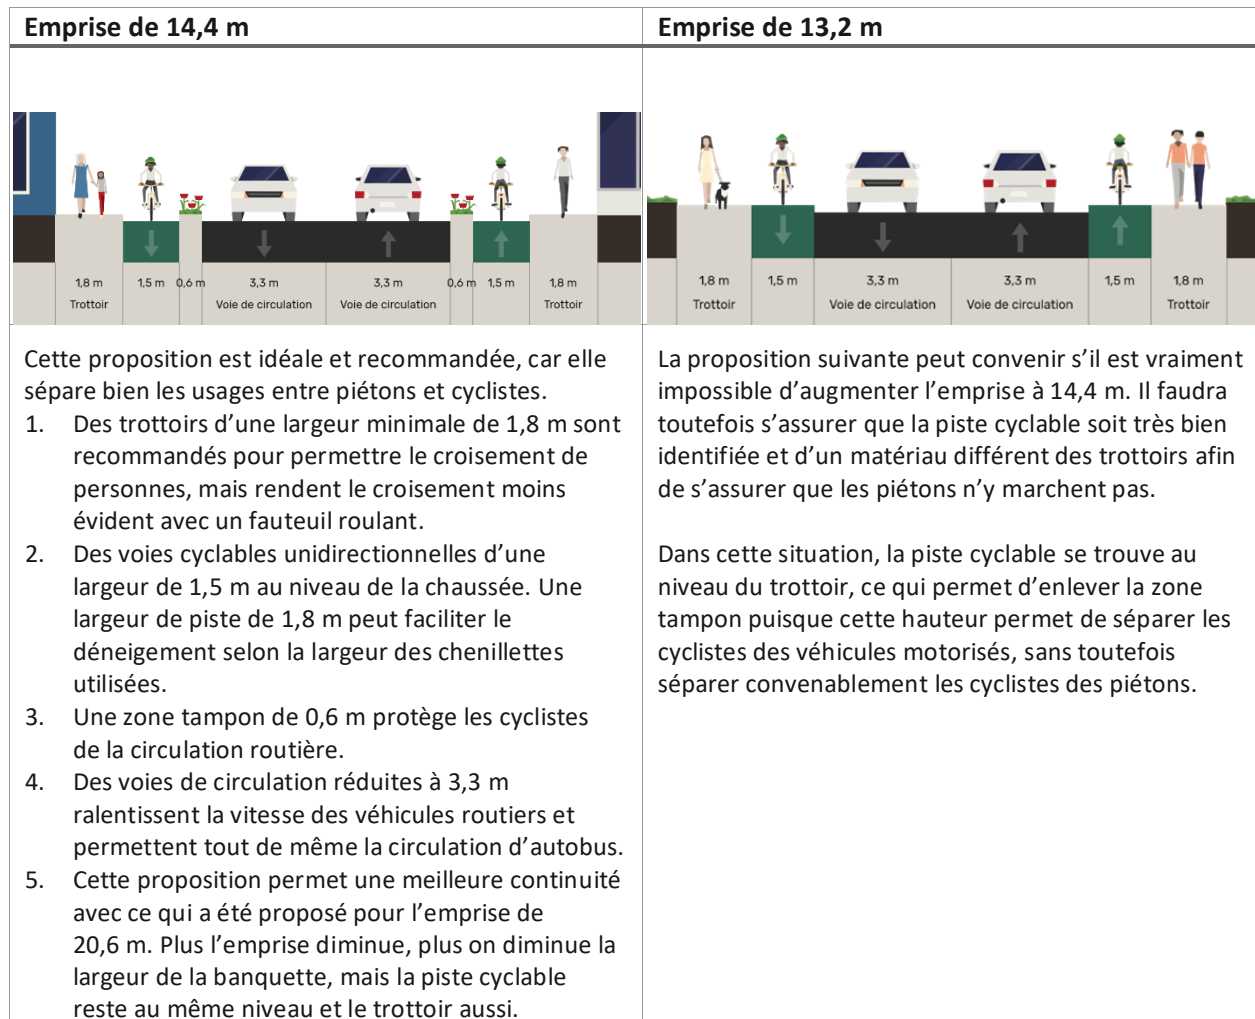 Emprise de 14,4 m
1,8 m 1,5 m 0,6 m 3,3 m 3,3 m 0,6 m 1,5 m 1,8 m
Trottoir Voie de circulation Voie de circulation Trottoir
Cette proposition est idéale et recommandée, car elle
sépare bien les usages entre piétons et cyclistes.
1. Des trottoirs d’une largeur minimale de 1,8 m sont
recommandés pour permettre le croisement de
personnes, mais rendent le croisement moins
évident avec un fauteuil roulant.
2. Des voies cyclables unidirectionnelles d’une
largeur de 1,5 m au niveau de la chaussée. Une
largeur de piste de 1,8 m peut faciliter le
déneigement selon la largeur des chenillettes
utilisées.
3. Une zone tampon de 0,6 m protège les cyclistes
de la circulation routière.
4. Des voies de circulation réduites à 3,3 m
ralentissent la vitesse des véhicules routiers et
permettent tout de même la circulation d’autobus.
5. Cette proposition permet une meilleure continuité
avec ce qui a été proposé pour l’emprise de
20,6 m. Plus l’emprise diminue, plus on diminue la
largeur de la banquette, mais la piste cyclable
reste au même niveau et le trottoir aussi.
Emprise de 13,2 m
1,8 m 1,5 m 3,3 m 3,3 m 1,5 m 1,8 m
Trottoir Voie de circulation Voie de circulation Trottoir
La proposition suivante peut convenir s’il est vraiment
impossible d’augmenter l’emprise à 14,4 m. Il faudra
toutefois s’assurer que la piste cyclable soit très bien
identifiée et d’un matériau différent des trottoirs afin
de s’assurer que les piétons n’y marchent pas.
Dans cette situation, la piste cyclable se trouve au
niveau du trottoir, ce qui permet d’enlever la zone
tampon puisque cette hauteur permet de séparer les
cyclistes des véhicules motorisés, sans toutefois
séparer convenablement les cyclistes des piétons.